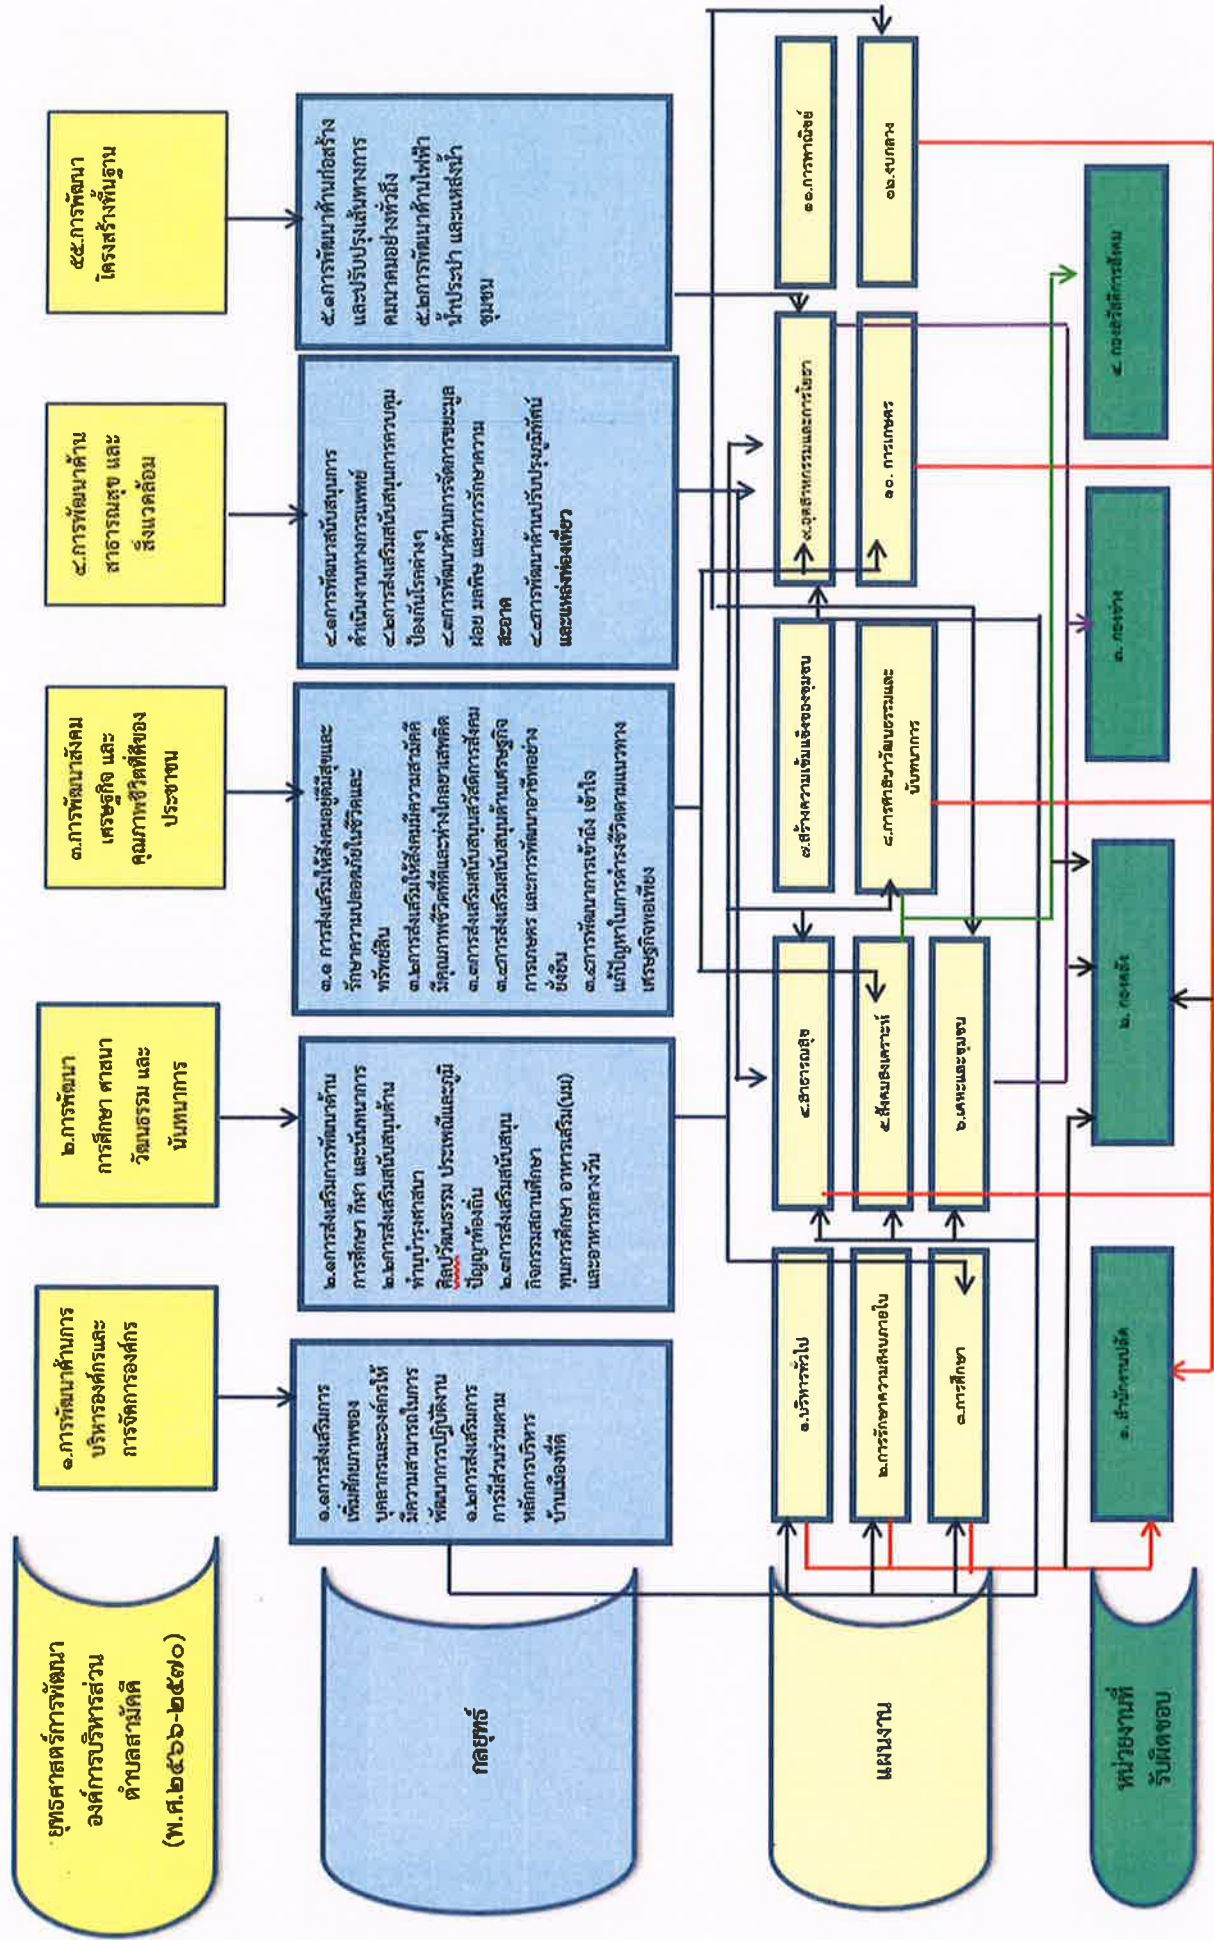 ยุทธศาสตร์การพัฒนา
องค์การบริหารส่วน
ตำบลสามัคคี
(พ.ศ.๒๕๖๖-๒๕๗๐)
๑.การพัฒนาด้านการ
บริหารองค์กรและ
การจัดการองค์กร
๒.การพัฒนา
การศึกษา ศาสนา
วัฒนธรรม และ
นันทนาการ
๓.การพัฒนาสังคม
เศรษฐกิจ และ
คุณภาพชีวิตที่ดีของ
ประชาชน
๔.การพัฒนาด้าน
สาธารณสุข และ
สิ่งแวดล้อม
๕๕.การพัฒนา
โครงสร้างพื้นฐาน
กลยุทธ์
๑.๑การส่งเสริมการ
เพิ่มศักยภาพของ
บุคลากรและองค์กรให้
มีความสามารถในการ
พัฒนาการปฏิบัติงาน
๑.๒การส่งเสริมการ
การมีส่วนร่วมตาม
หลักการบริหาร
บ้านเมืองที่ดี
๒.๑การส่งเสริมการพัฒนาด้าน
การศึกษา กีฬา และนันทนาการ
๒.๒การส่งเสริมสนับสนุนด้าน
ทำนุบำรุงศาสนา
ศิลปวัฒนธรรม ประเพณีและภูมิ
ปัญญาท้องถิ่น
๒.๓การส่งเสริมสนับสนุน
กิจกรรมสถานศึกษา
ทุนการศึกษา อาหารเสริม(นม)
และอาหารกลางวัน
๓.๑ การส่งเสริมให้สังคมอยู่ดีมีสุขและ
รักษาความปลอดภัยในชีวิตและ
ทรัพย์สิน
๓.๒การส่งเสริมให้สังคมมีความสามัคคี
มีคุณภาพชีวิตที่ดีและห่างไกลยาเสพติด
๓.๓การส่งเสริมสนับสนุนสวัสดิการสังคม
๓.๔การส่งเสริมสนับสนุนด้านเศรษฐกิจ
การเกษตร และการพัฒนาอาชีพอย่าง
ยั่งยืน
๓.๕การพัฒนาการเข้าถึง เข้าใจ
แก้ปัญหาในการดำรงชีวิตตามแนวทาง
เศรษฐกิจพอเพียง
๔.๑การพัฒนาสนับสนุนการ
ดำเนินงานทางการแพทย์
๔.๒การส่งเสริมสนับสนุนการควบคุม
ป้องกันโรคต่างๆ
๔.๓การพัฒนาด้านการจัดการขยะมูล
ฝอย มลพิษ และการรักษาความ
สะอาด
๔.๔การพัฒนาด้านปรับปรุงภูมิทัศน์
และแหล่งท่องเที่ยว
๕.๑การพัฒนาด้านก่อสร้าง
และปรับปรุงเส้นทางการ
คมนาคมอย่างทั่วถึง
๕.๒การพัฒนาด้านไฟฟ้า
น้ำประปา และแหล่งน้ำ
ชุมชน
แผนงาน
๑.บริหารทั่วไป
๒.การรักษาความสงบภายใน
๓.การศึกษา
๔.สาธารณสุข
๕.สังคมสงเคราะห์
๖.เคหะและชุมชน
๗.สร้างความเข้มแข็งของชุมชน
๘.การศาสนาวัฒนธรรมและ
นันทนาการ
๙.อุตสาหกรรมและการโยธา
๑๐. การเกษตร
๑๑.การพาณิชย์
๑๒.งบกลาง
หน่วยงานที่
รับผิดชอบ
๑. สำนักงานปลัด
๒. กองคลัง
๓. กองช่าง
๔. กองสวัสดิการสังคม